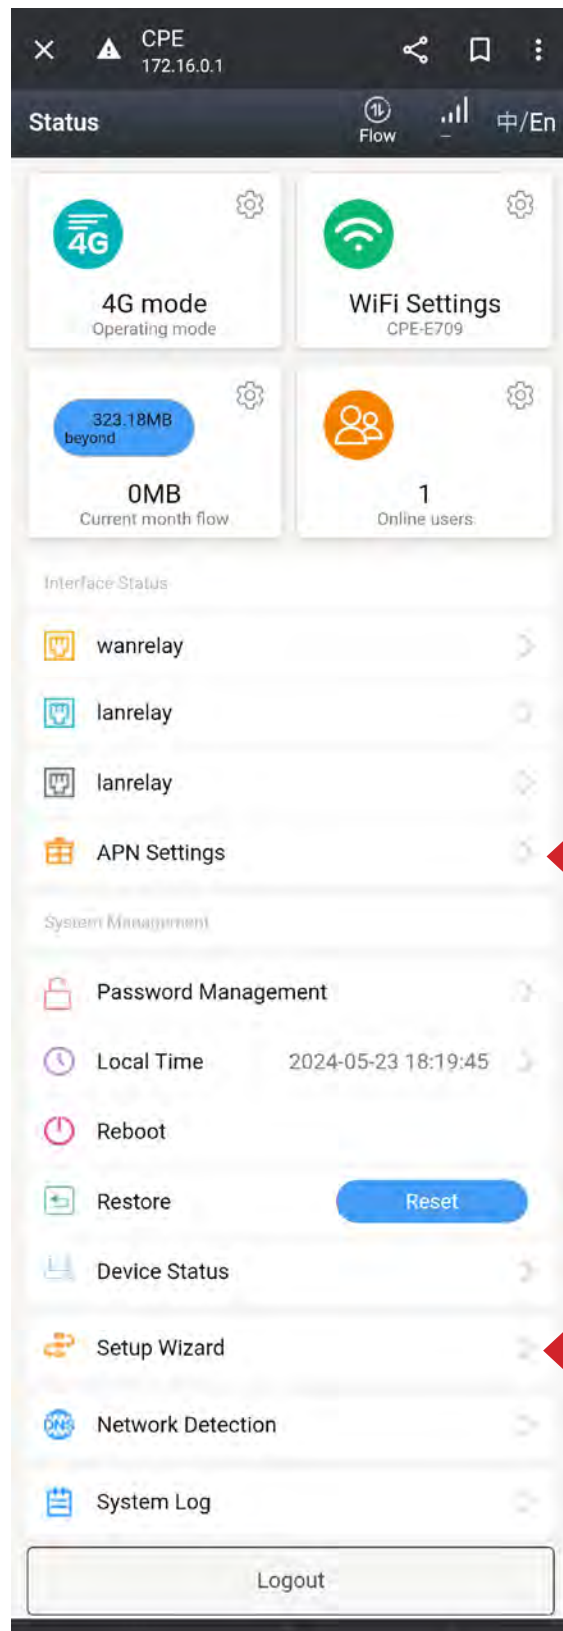 CPE
172.16.0.1
Status
Flow
中/En
4G
4G mode
Operating mode
WiFi Settings
CPE-E709
323.18MB
beyond
0MB
Current month flow
1
Online users
Interface Status
wanrelay
lanrelay
lanrelay
APN Settings
System Management
Password Management
Local Time 2024-05-23 18:19:45
Reboot
Restore Reset
Device Status
Setup Wizard
DNS Network Detection
System Log
Logout